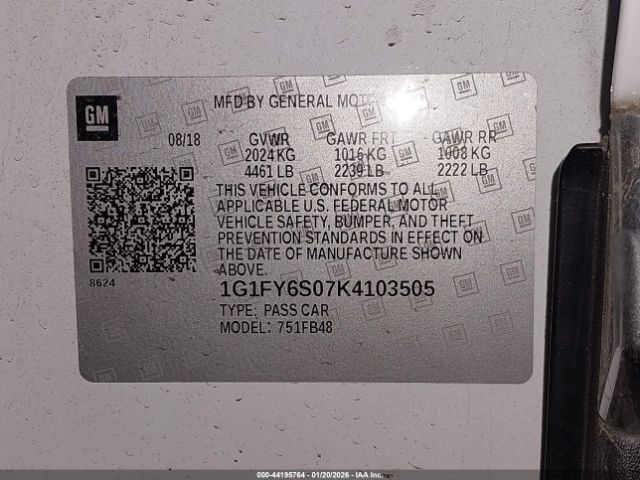 GM
MFD BY GENERAL MOT
08/18 GVWR GAWR FRT GAWR RR
2024 KG 1016 KG 1008 KG
4461 LB 2239 LB 2222 LB
THIS VEHICLE CONFORMS TO ALL
APPLICABLE U.S. FEDERAL MOTOR
VEHICLE SAFETY, BUMPER, AND THEFT
PREVENTION STANDARDS IN EFFECT ON
THE DATE OF MANUFACTURE SHOWN
ABOVE.
8624
1G1FY6S07K4103505
TYPE: PASS CAR
MODEL: 751FB48
000-44195764 | 01/20/2026 - IAA Inc.